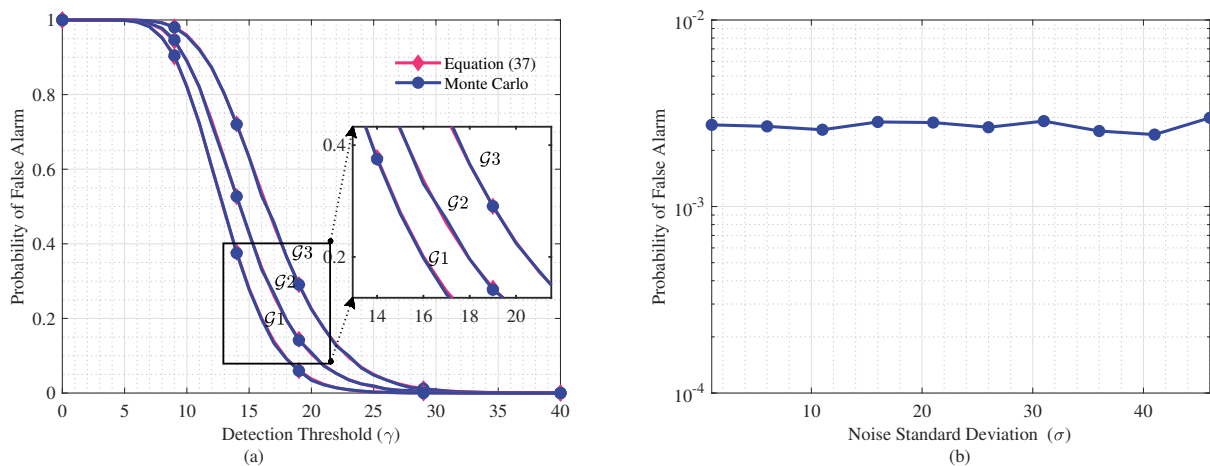 Probability of False Alarm
1
0.8
0.6
0.4
0.2
0
0
5
10
15
20
25
30
35
40
Detection Threshold (γ)
(a)
Equation (37)
Monte Carlo
𝒢1
𝒢2
𝒢3
0.4
0.2
14
16
18
20
𝒢1
𝒢2
𝒢3
Probability of False Alarm
10⁻²
10⁻³
10⁻⁴
10
20
30
40
Noise Standard Deviation (σ)
(b)